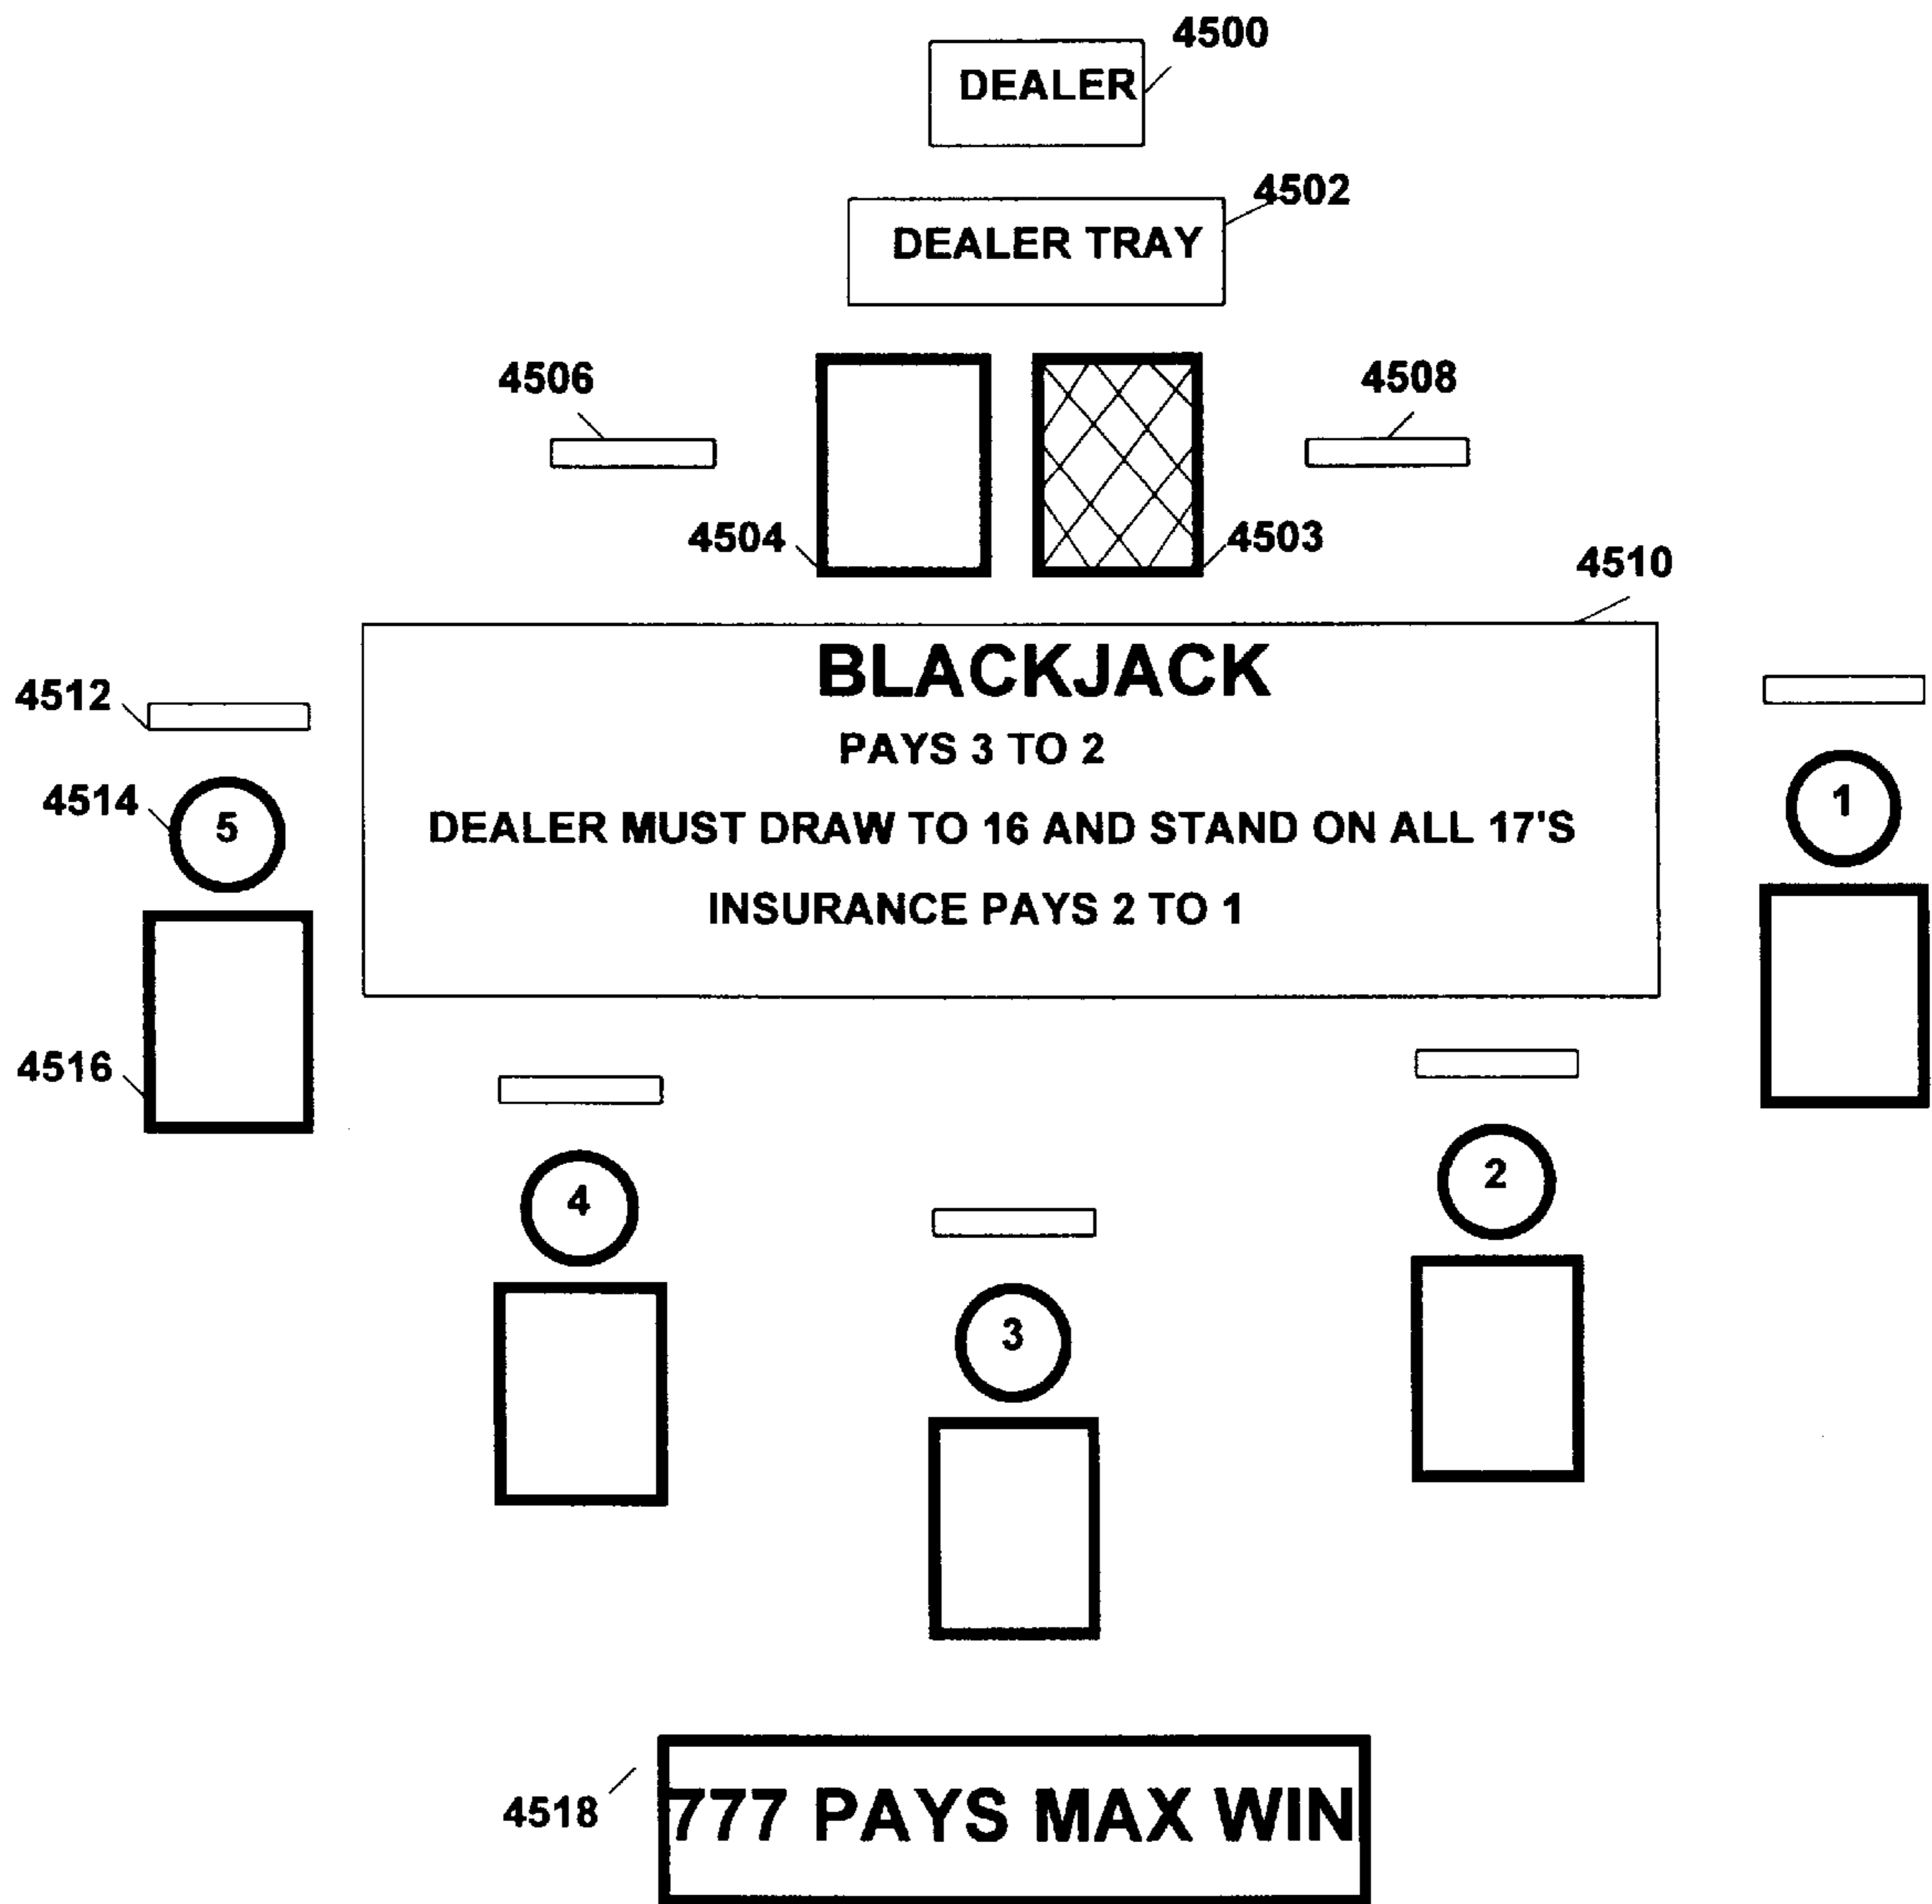 4500
DEALER
4502
DEALER TRAY
4506
4508
4504
4503
4510
BLACKJACK
PAYS 3 TO 2
DEALER MUST DRAW TO 16 AND STAND ON ALL 17'S
INSURANCE PAYS 2 TO 1
4512
4514
5
1
4516
4
2
3
4518
777 PAYS MAX WIN